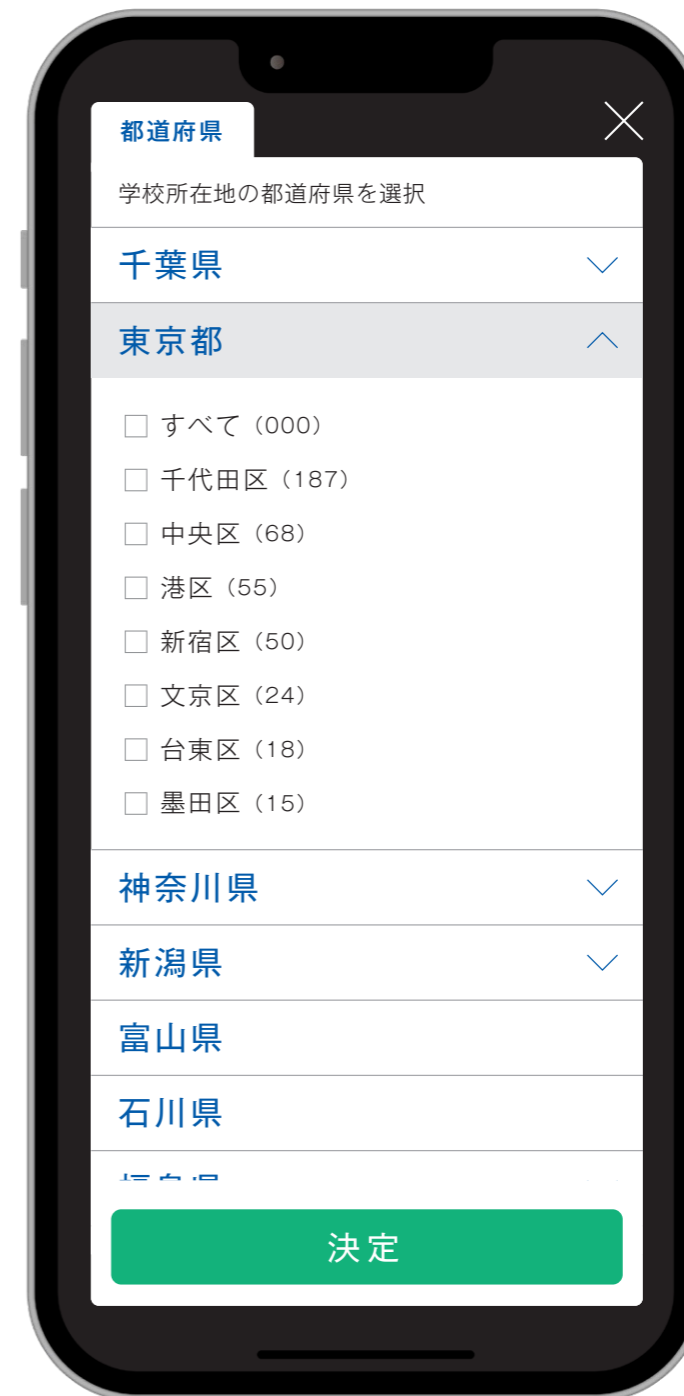 都道府県
学校所在地の都道府県を選択
千葉県
東京都
すべて（000）
千代田区（187）
中央区（68）
港区（55）
新宿区（50）
文京区（24）
台東区（18）
墨田区（15）
神奈川県
新潟県
富山県
石川県
決定